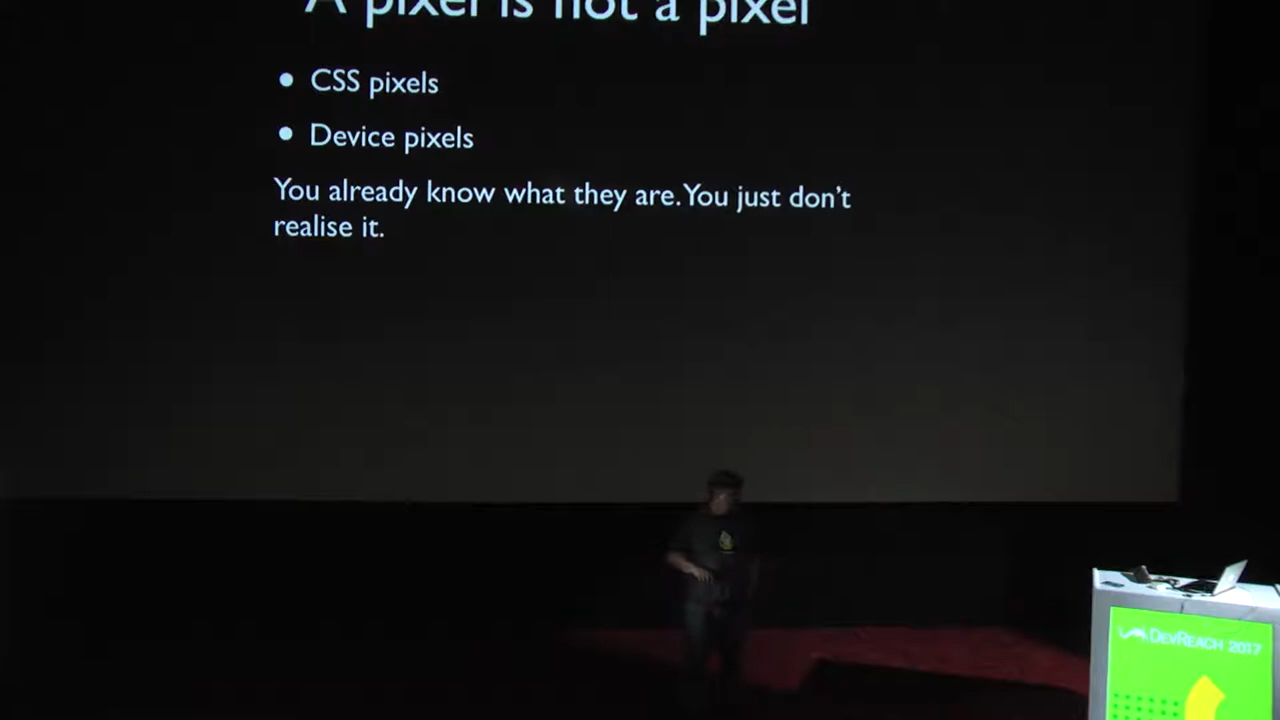 A pixel is not a pixel
• CSS pixels
• Device pixels
You already know what they are. You just don't
realise it.
DEVREACH 2017